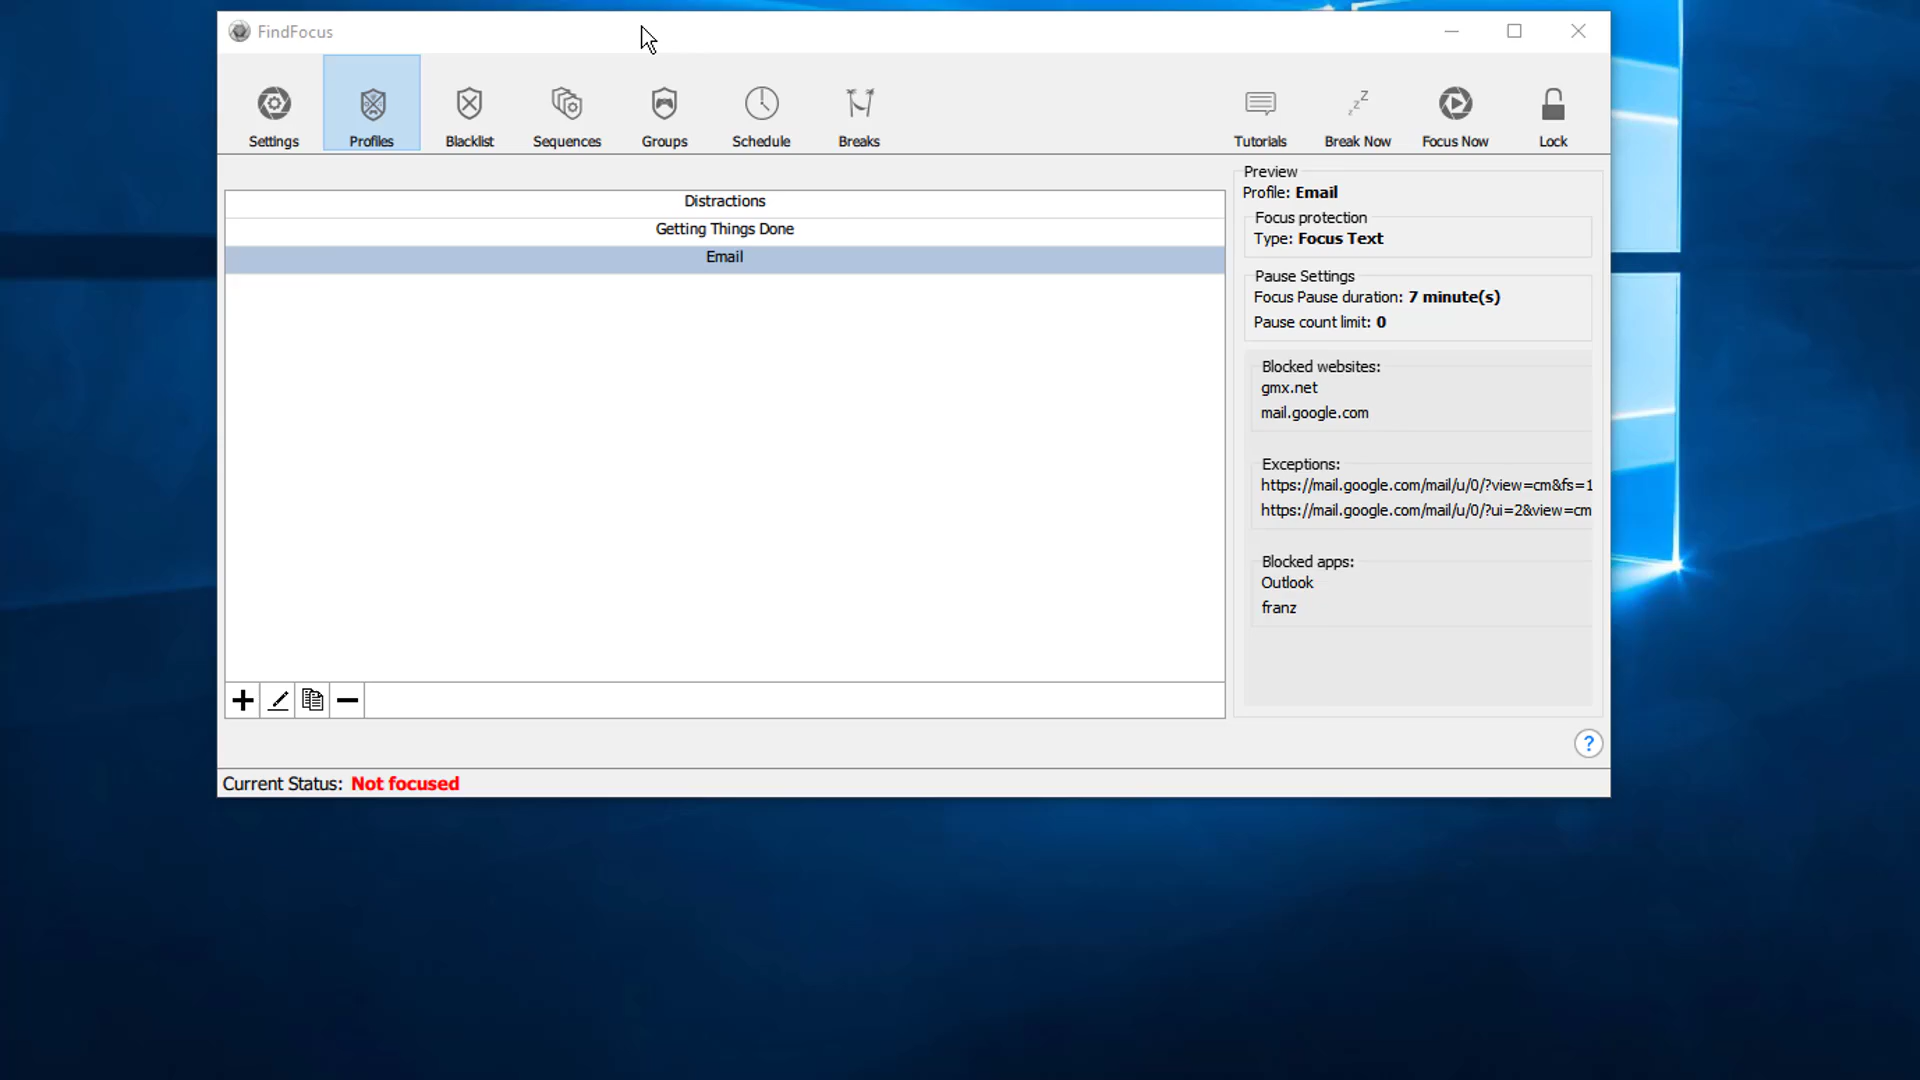 FindFocus
Settings
Profiles
Blacklist
Sequences
Groups
Schedule
Breaks
Tutorials
Break Now
Focus Now
Lock
Distractions
Getting Things Done
Email
Preview
Profile: Email
Focus protection
Type: Focus Text
Pause Settings
Focus Pause duration: 7 minute(s)
Pause count limit: 0
Blocked websites:
gmx.net
mail.google.com
Exceptions:
https://mail.google.com/mail/u/0/?view=cm&fs=1
https://mail.google.com/mail/u/0/?ui=2&view=cm
Blocked apps:
Outlook
franz
?
Current Status: Not focused